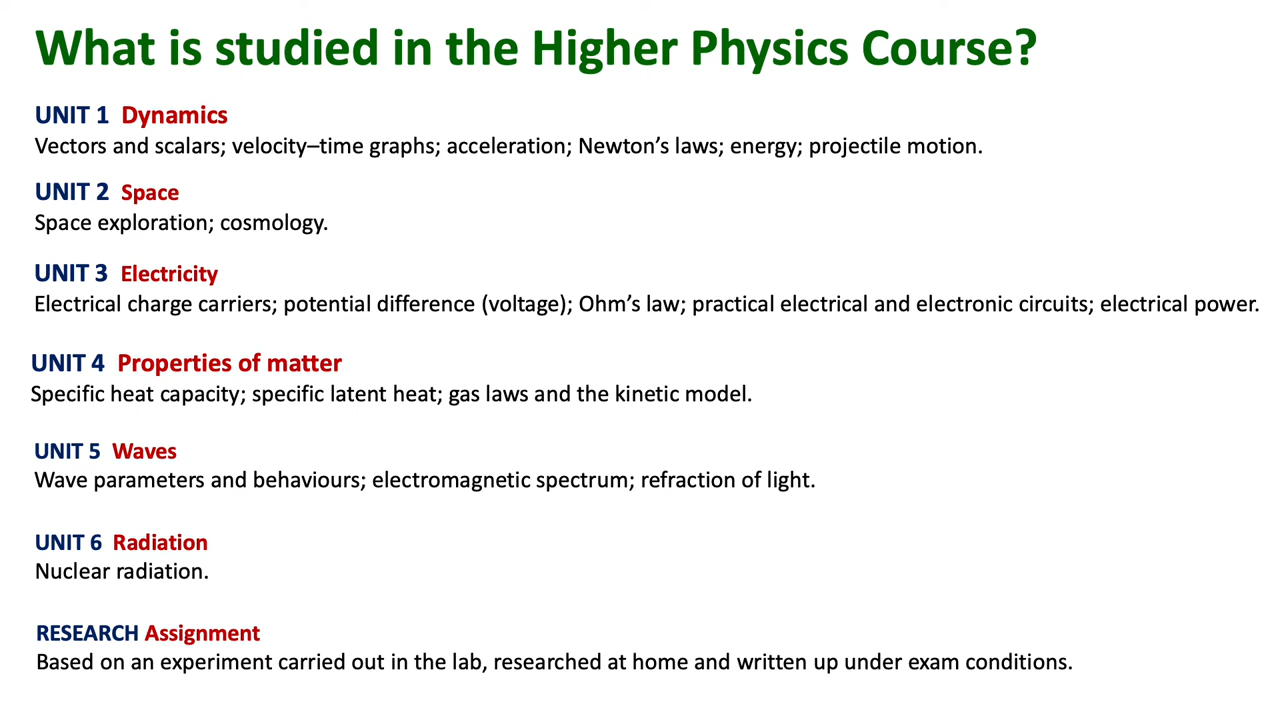 What is studied in the Higher Physics Course?
UNIT 1 Dynamics
Vectors and scalars; velocity–time graphs; acceleration; Newton’s laws; energy; projectile motion.
UNIT 2 Space
Space exploration; cosmology.
UNIT 3 Electricity
Electrical charge carriers; potential difference (voltage); Ohm’s law; practical electrical and electronic circuits; electrical power.
UNIT 4 Properties of matter
Specific heat capacity; specific latent heat; gas laws and the kinetic model.
UNIT 5 Waves
Wave parameters and behaviours; electromagnetic spectrum; refraction of light.
UNIT 6 Radiation
Nuclear radiation.
RESEARCH Assignment
Based on an experiment carried out in the lab, researched at home and written up under exam conditions.